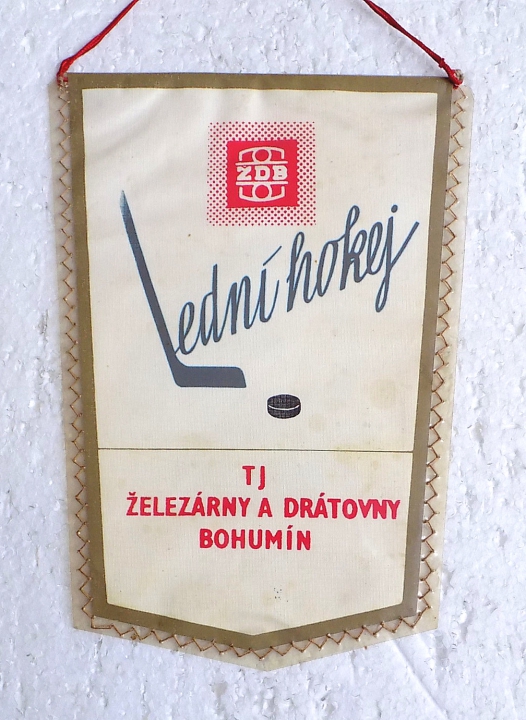 ŽDB
Lední hokej
TJ
ŽELEZÁRNY A DRÁTOVNY
BOHUMÍN